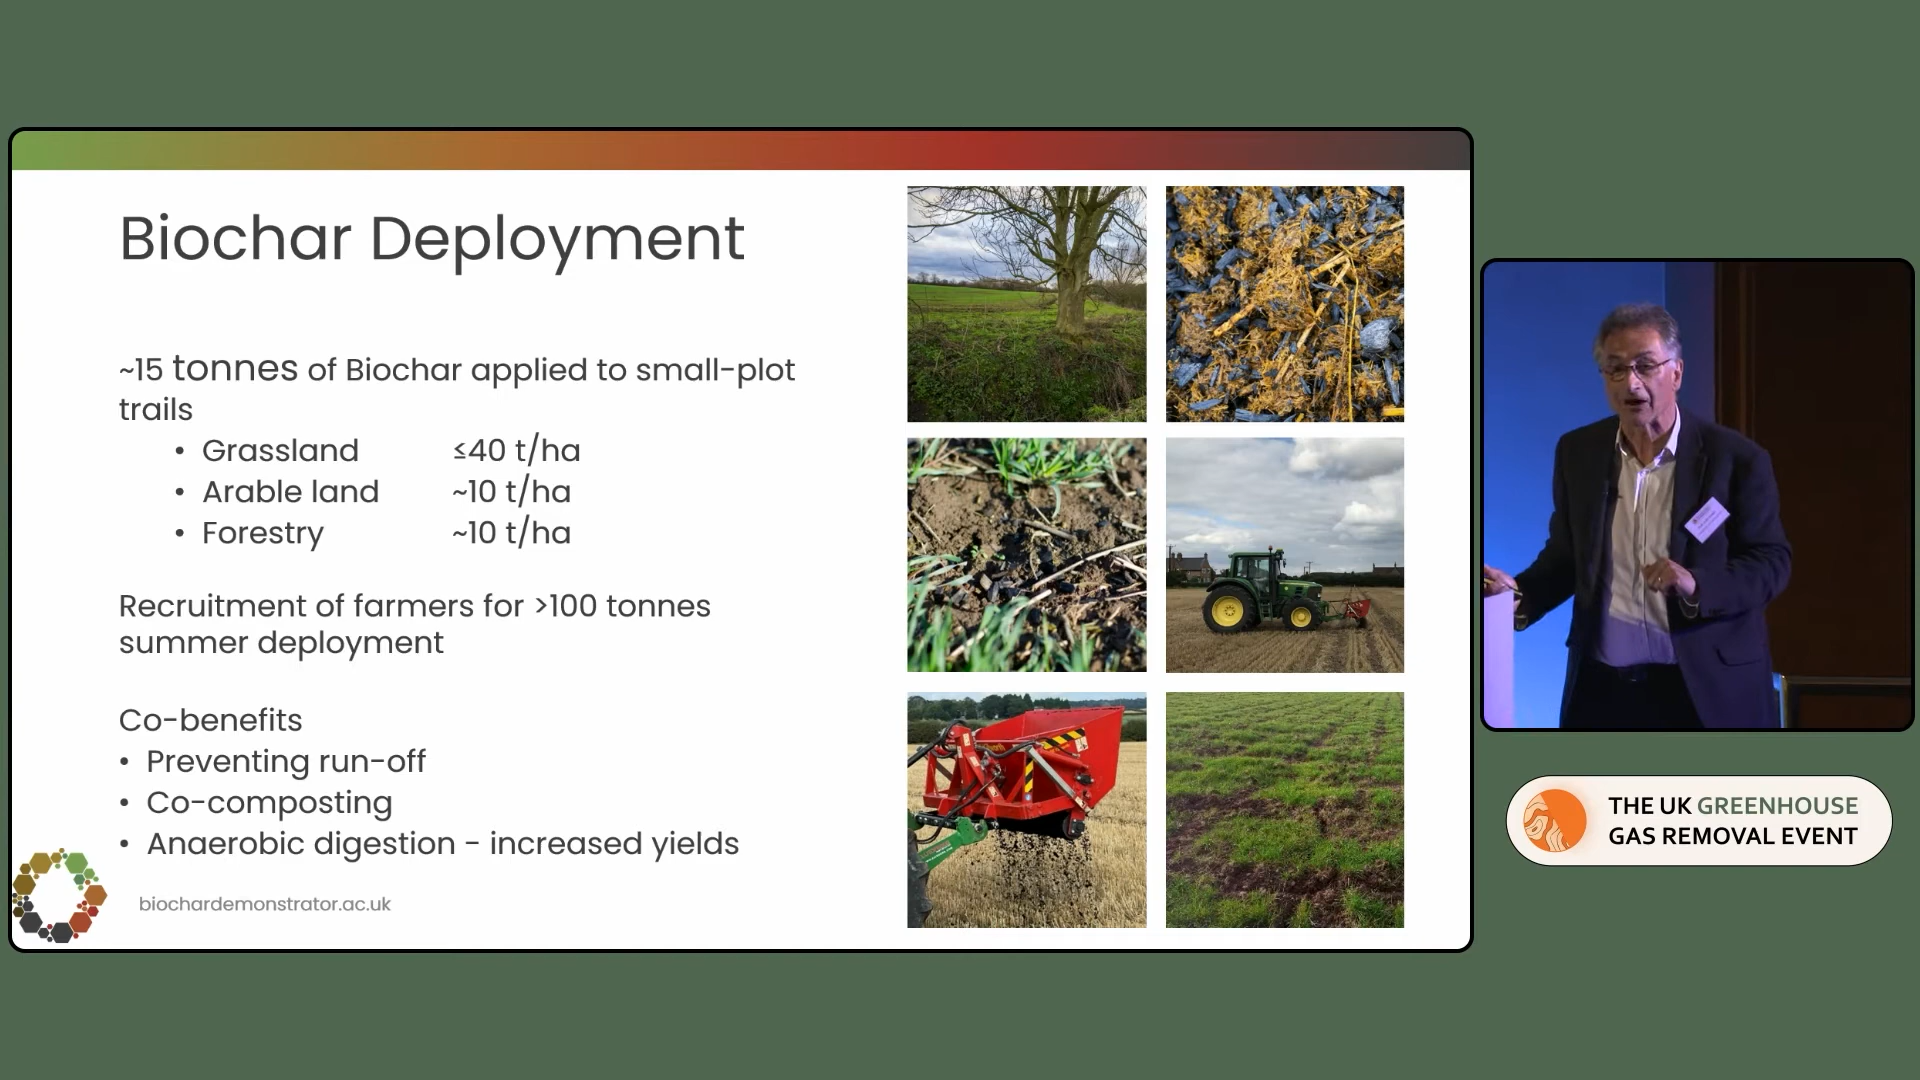 Biochar Deployment
~15 tonnes of Biochar applied to small-plot
trails
• Grassland ≤40 t/ha
• Arable land ~10 t/ha
• Forestry ~10 t/ha
Recruitment of farmers for >100 tonnes
summer deployment
Co-benefits
• Preventing run-off
• Co-composting
• Anaerobic digestion - increased yields
biochardemonstrator.ac.uk
THE UK GREENHOUSE
GAS REMOVAL EVENT